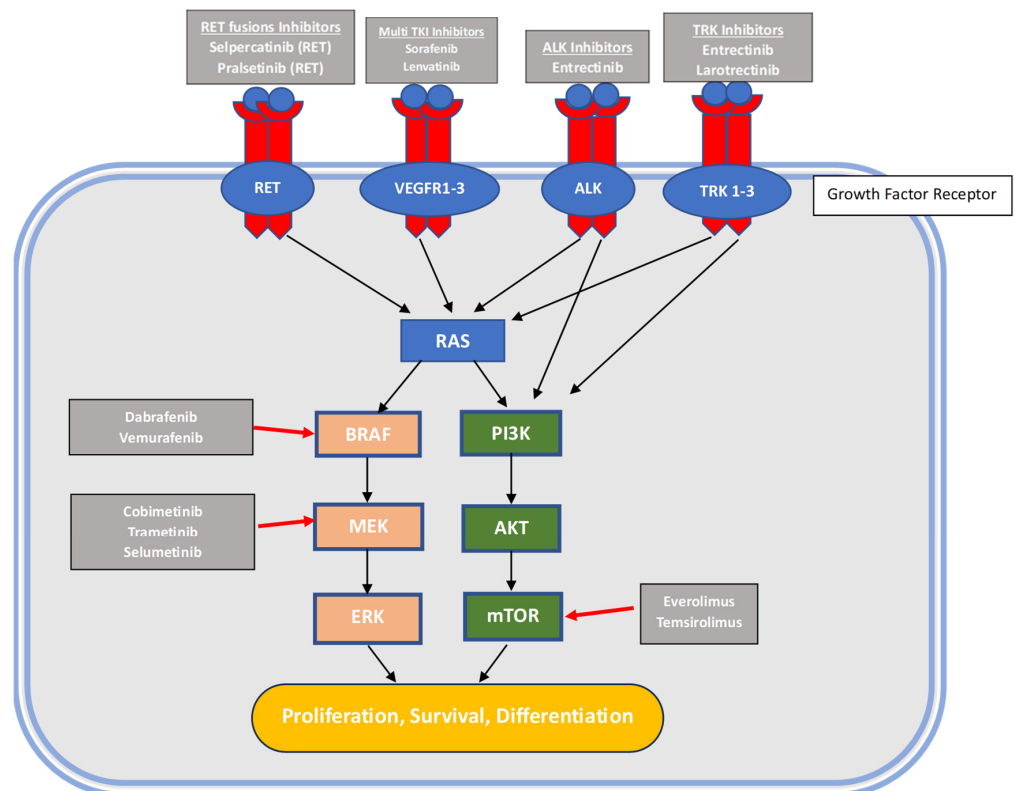 RET fusions Inhibitors
Selpercatinib (RET)
Pralsetinib (RET)
Multi TKI Inhibitors
Sorafenib
Lenvatinib
ALK Inhibitors
Entrectinib
TRK Inhibitors
Entrectinib
Larotrectinib
RET
VEGFR1-3
ALK
TRK 1-3
Growth Factor Receptor
RAS
Dabrafenib
Vemurafenib
BRAF
PI3K
Cobimetinib
Trametinib
Selumetinib
MEK
AKT
ERK
mTOR
Everolimus
Temsirolimus
Proliferation, Survival, Differentiation